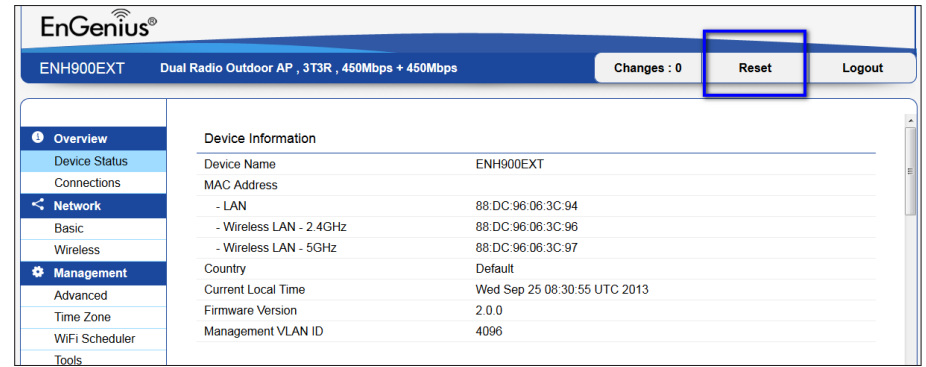 EnGenius®
ENH900EXT Dual Radio Outdoor AP , 3T3R , 450Mbps + 450Mbps Changes : 0 Reset Logout
Overview
Device Status
Connections
Network
Basic
Wireless
Management
Advanced
Time Zone
WiFi Scheduler
Tools
Device Information
Device Name ENH900EXT
MAC Address
- LAN 88:DC:96:06:3C:94
- Wireless LAN - 2.4GHz 88:DC:96:06:3C:96
- Wireless LAN - 5GHz 88:DC:96:06:3C:97
Country Default
Current Local Time Wed Sep 25 08:30:55 UTC 2013
Firmware Version 2.0.0
Management VLAN ID 4096